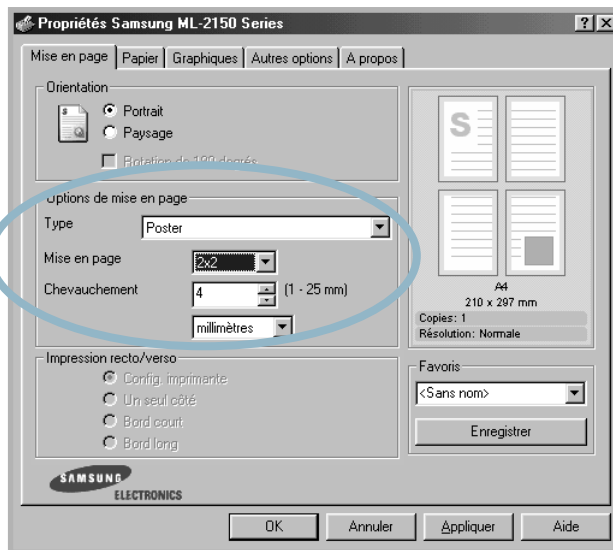 Propriétés Samsung ML-2150 Series
Mise en page Papier Graphiques Autres options A propos
Orientation
Portrait
Paysage
Rotation de 180 degrés
Options de mise en page
Type Poster
Mise en page 2x2
Chevauchement 4 (1 - 25 mm)
millimètres
Impression recto/verso
Config. imprimante
Un seul côté
Bord court
Bord long
S
S
A4
210 x 297 mm
Copies: 1
Résolution: Normale
Favoris
<Sans nom>
Enregistrer
SAMSUNG
ELECTRONICS
OK Annuler Appliquer Aide